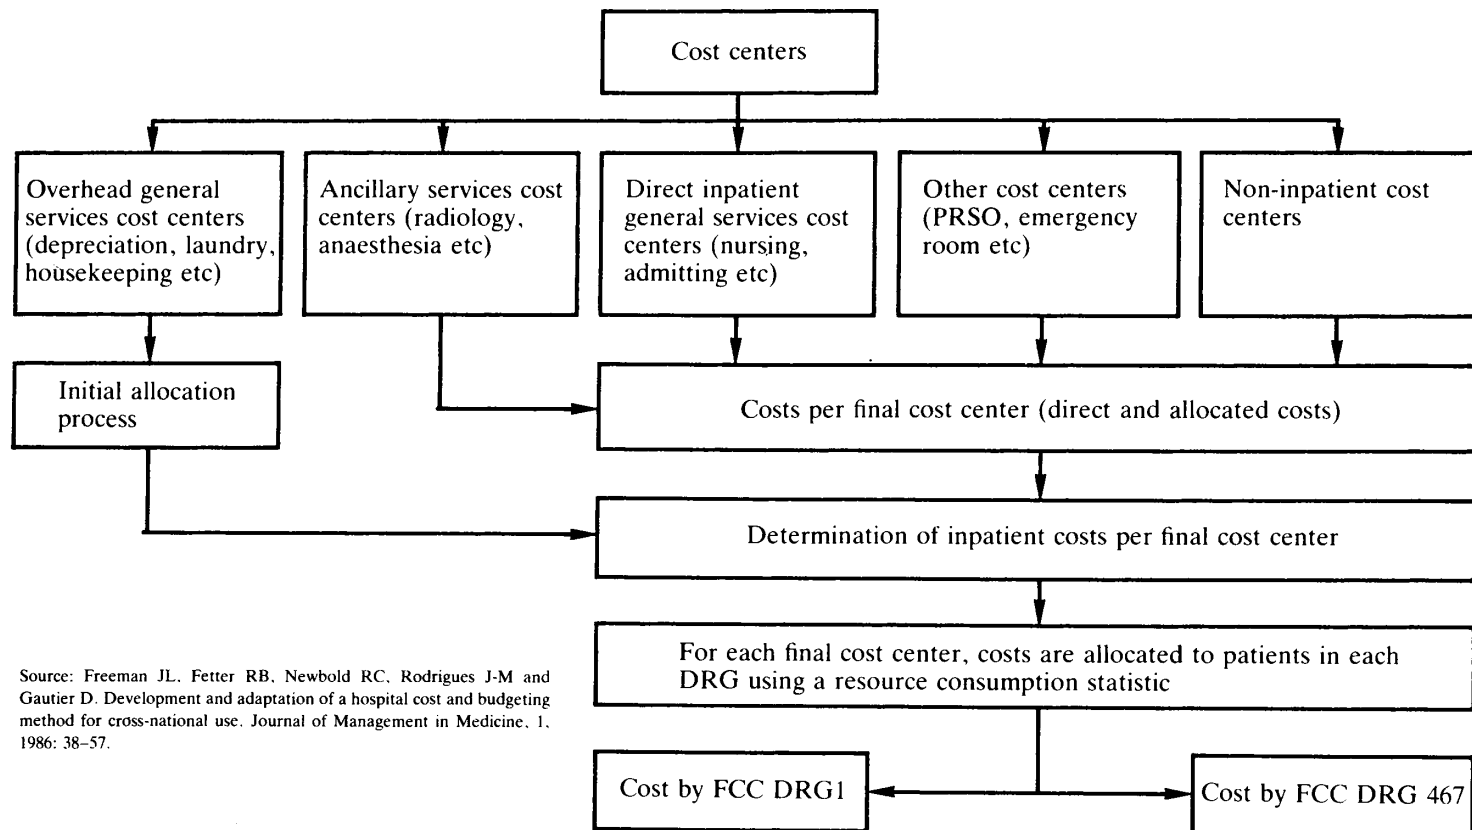 Cost centers
Overhead general
services cost centers
(depreciation, laundry,
housekeeping etc)
Ancillary services cost
centers (radiology,
anaesthesia etc)
Direct inpatient
general services cost
centers (nursing,
admitting etc)
Other cost centers
(PRSO, emergency
room etc)
Non-inpatient cost
centers
Initial allocation
process
Costs per final cost center (direct and allocated costs)
Determination of inpatient costs per final cost center
For each final cost center, costs are allocated to patients in each
DRG using a resource consumption statistic
Source: Freeman JL, Fetter RB, Newbold RC, Rodrigues J-M and
Gautier D. Development and adaptation of a hospital cost and budgeting
method for cross-national use. Journal of Management in Medicine, 1,
1986: 38–57.
Cost by FCC DRG1
Cost by FCC DRG 467